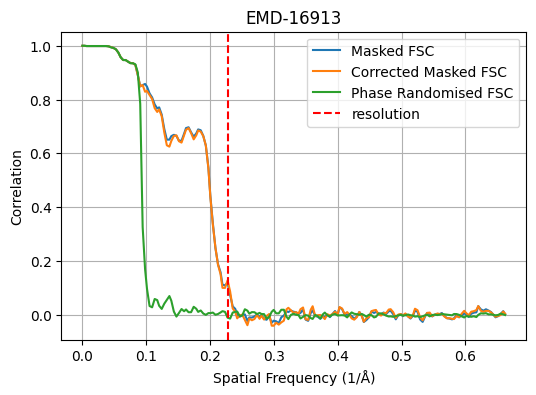 EMD-16913
Masked FSC
Corrected Masked FSC
Phase Randomised FSC
resolution
Correlation
1.0
0.8
0.6
0.4
0.2
0.0
0.0 0.1 0.2 0.3 0.4 0.5 0.6
Spatial Frequency (1/Å)